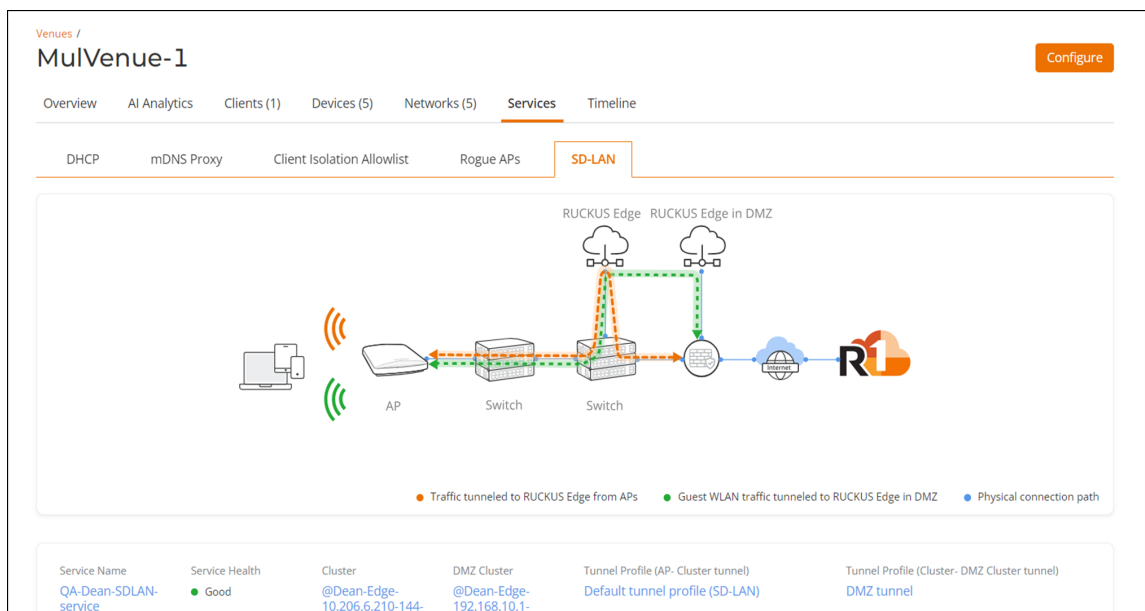 Venues /
MulVenue-1
Configure
Overview AI Analytics Clients (1) Devices (5) Networks (5) Services Timeline
DHCP mDNS Proxy Client Isolation Allowlist Rogue APs SD-LAN
RUCKUS Edge RUCKUS Edge in DMZ
Internet
R1
AP Switch Switch
Traffic tunneled to RUCKUS Edge from APs Guest WLAN traffic tunneled to RUCKUS Edge in DMZ Physical connection path
Service Name Service Health Cluster DMZ Cluster Tunnel Profile (AP- Cluster tunnel) Tunnel Profile (Cluster- DMZ Cluster tunnel)
QA-Dean-SDLAN- Good @Dean-Edge- @Dean-Edge- Default tunnel profile (SD-LAN) DMZ tunnel
service 10.206.6.210-144- 192.168.10.1-